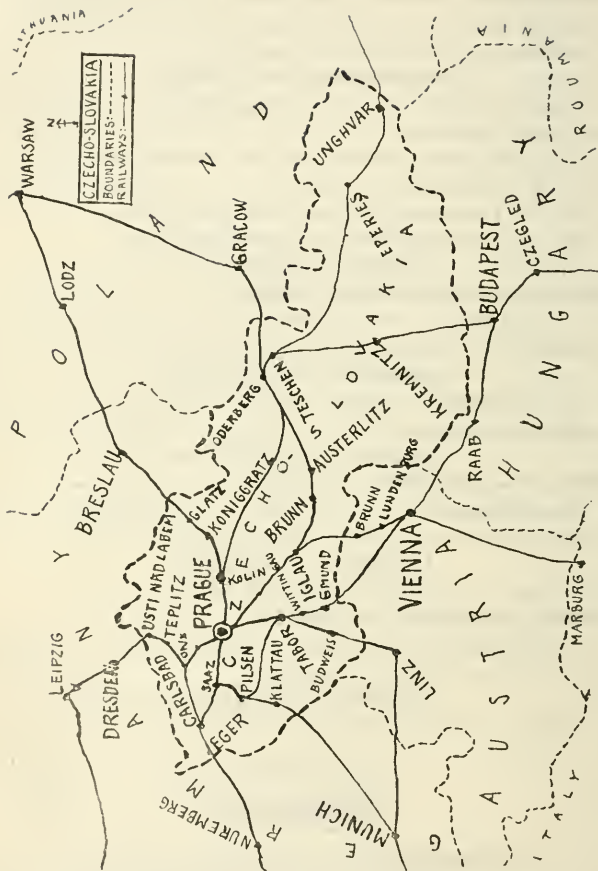 LITHUANIA
WARSAW
N
CZECHO-SLOVAKIA
BOUNDARIES:
RAILWAYS:
LODZ
POLAND
CRACOW
BRESLAU
GERMANY
LEIPZIG
DRESDEN
USTI NAD LABEM
TEPLITZ
GLATZ
KONIGGRATZ
ODERBERG
TESCHEN
UNGHVAR
EPERIES
CARLSBAD
SAAZ
PRAGUE
KOLIN
CZECHO-SLOVAKIA
EGER
PILSEN
KLATTAU
TABOR
BUDWEIS
WITTINGAU
IGLAU
GMUND
BRUNN
AUSTERLITZ
KREMNITZ
BRUNN
LUNDENBURG
NUREMBERG
MUNICH
LINZ
VIENNA
RAAB
BUDAPEST
CZEGLED
HUNGARY
ROUMANIA
AUSTRIA
MARBURG
ITALY